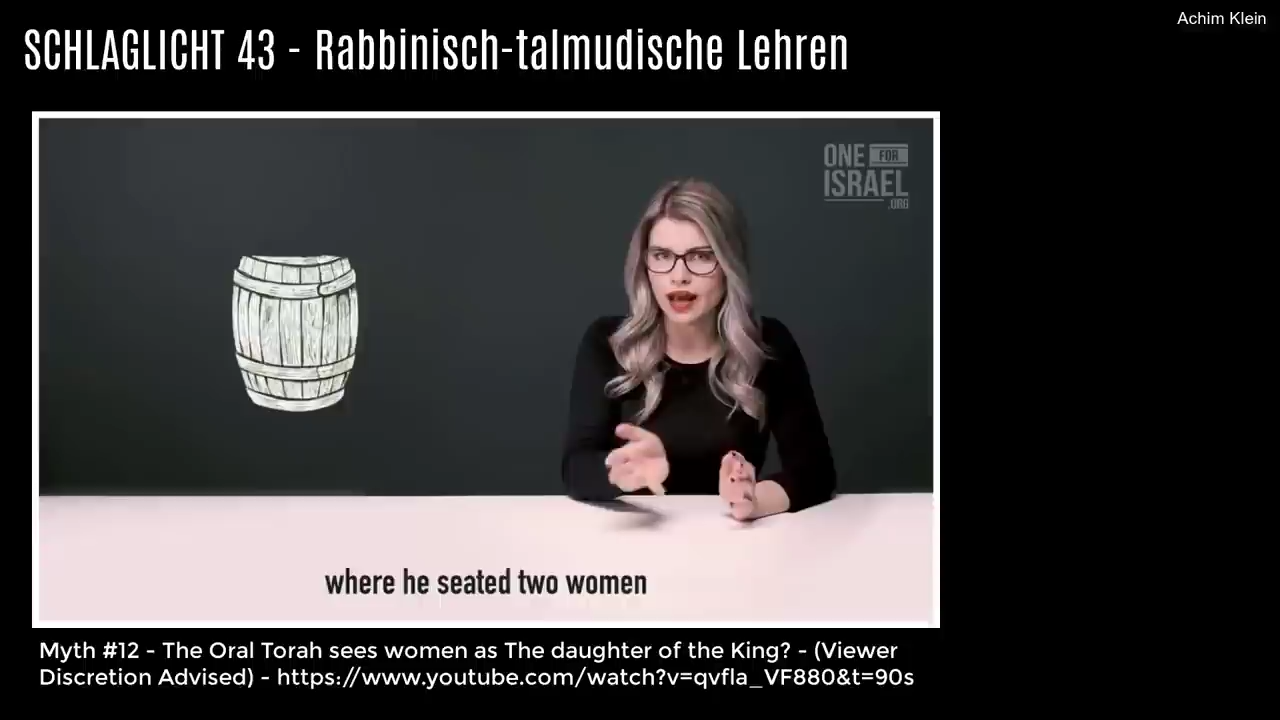 Achim Klein
SCHLAGLICHT 43 - Rabbinisch-talmudische Lehren
ONE FOR
ISRAEL
.ORG
where he seated two women
Myth #12 - The Oral Torah sees women as The daughter of the King? - (Viewer
Discretion Advised) - https://www.youtube.com/watch?v=qvfla_VF880&t=90s